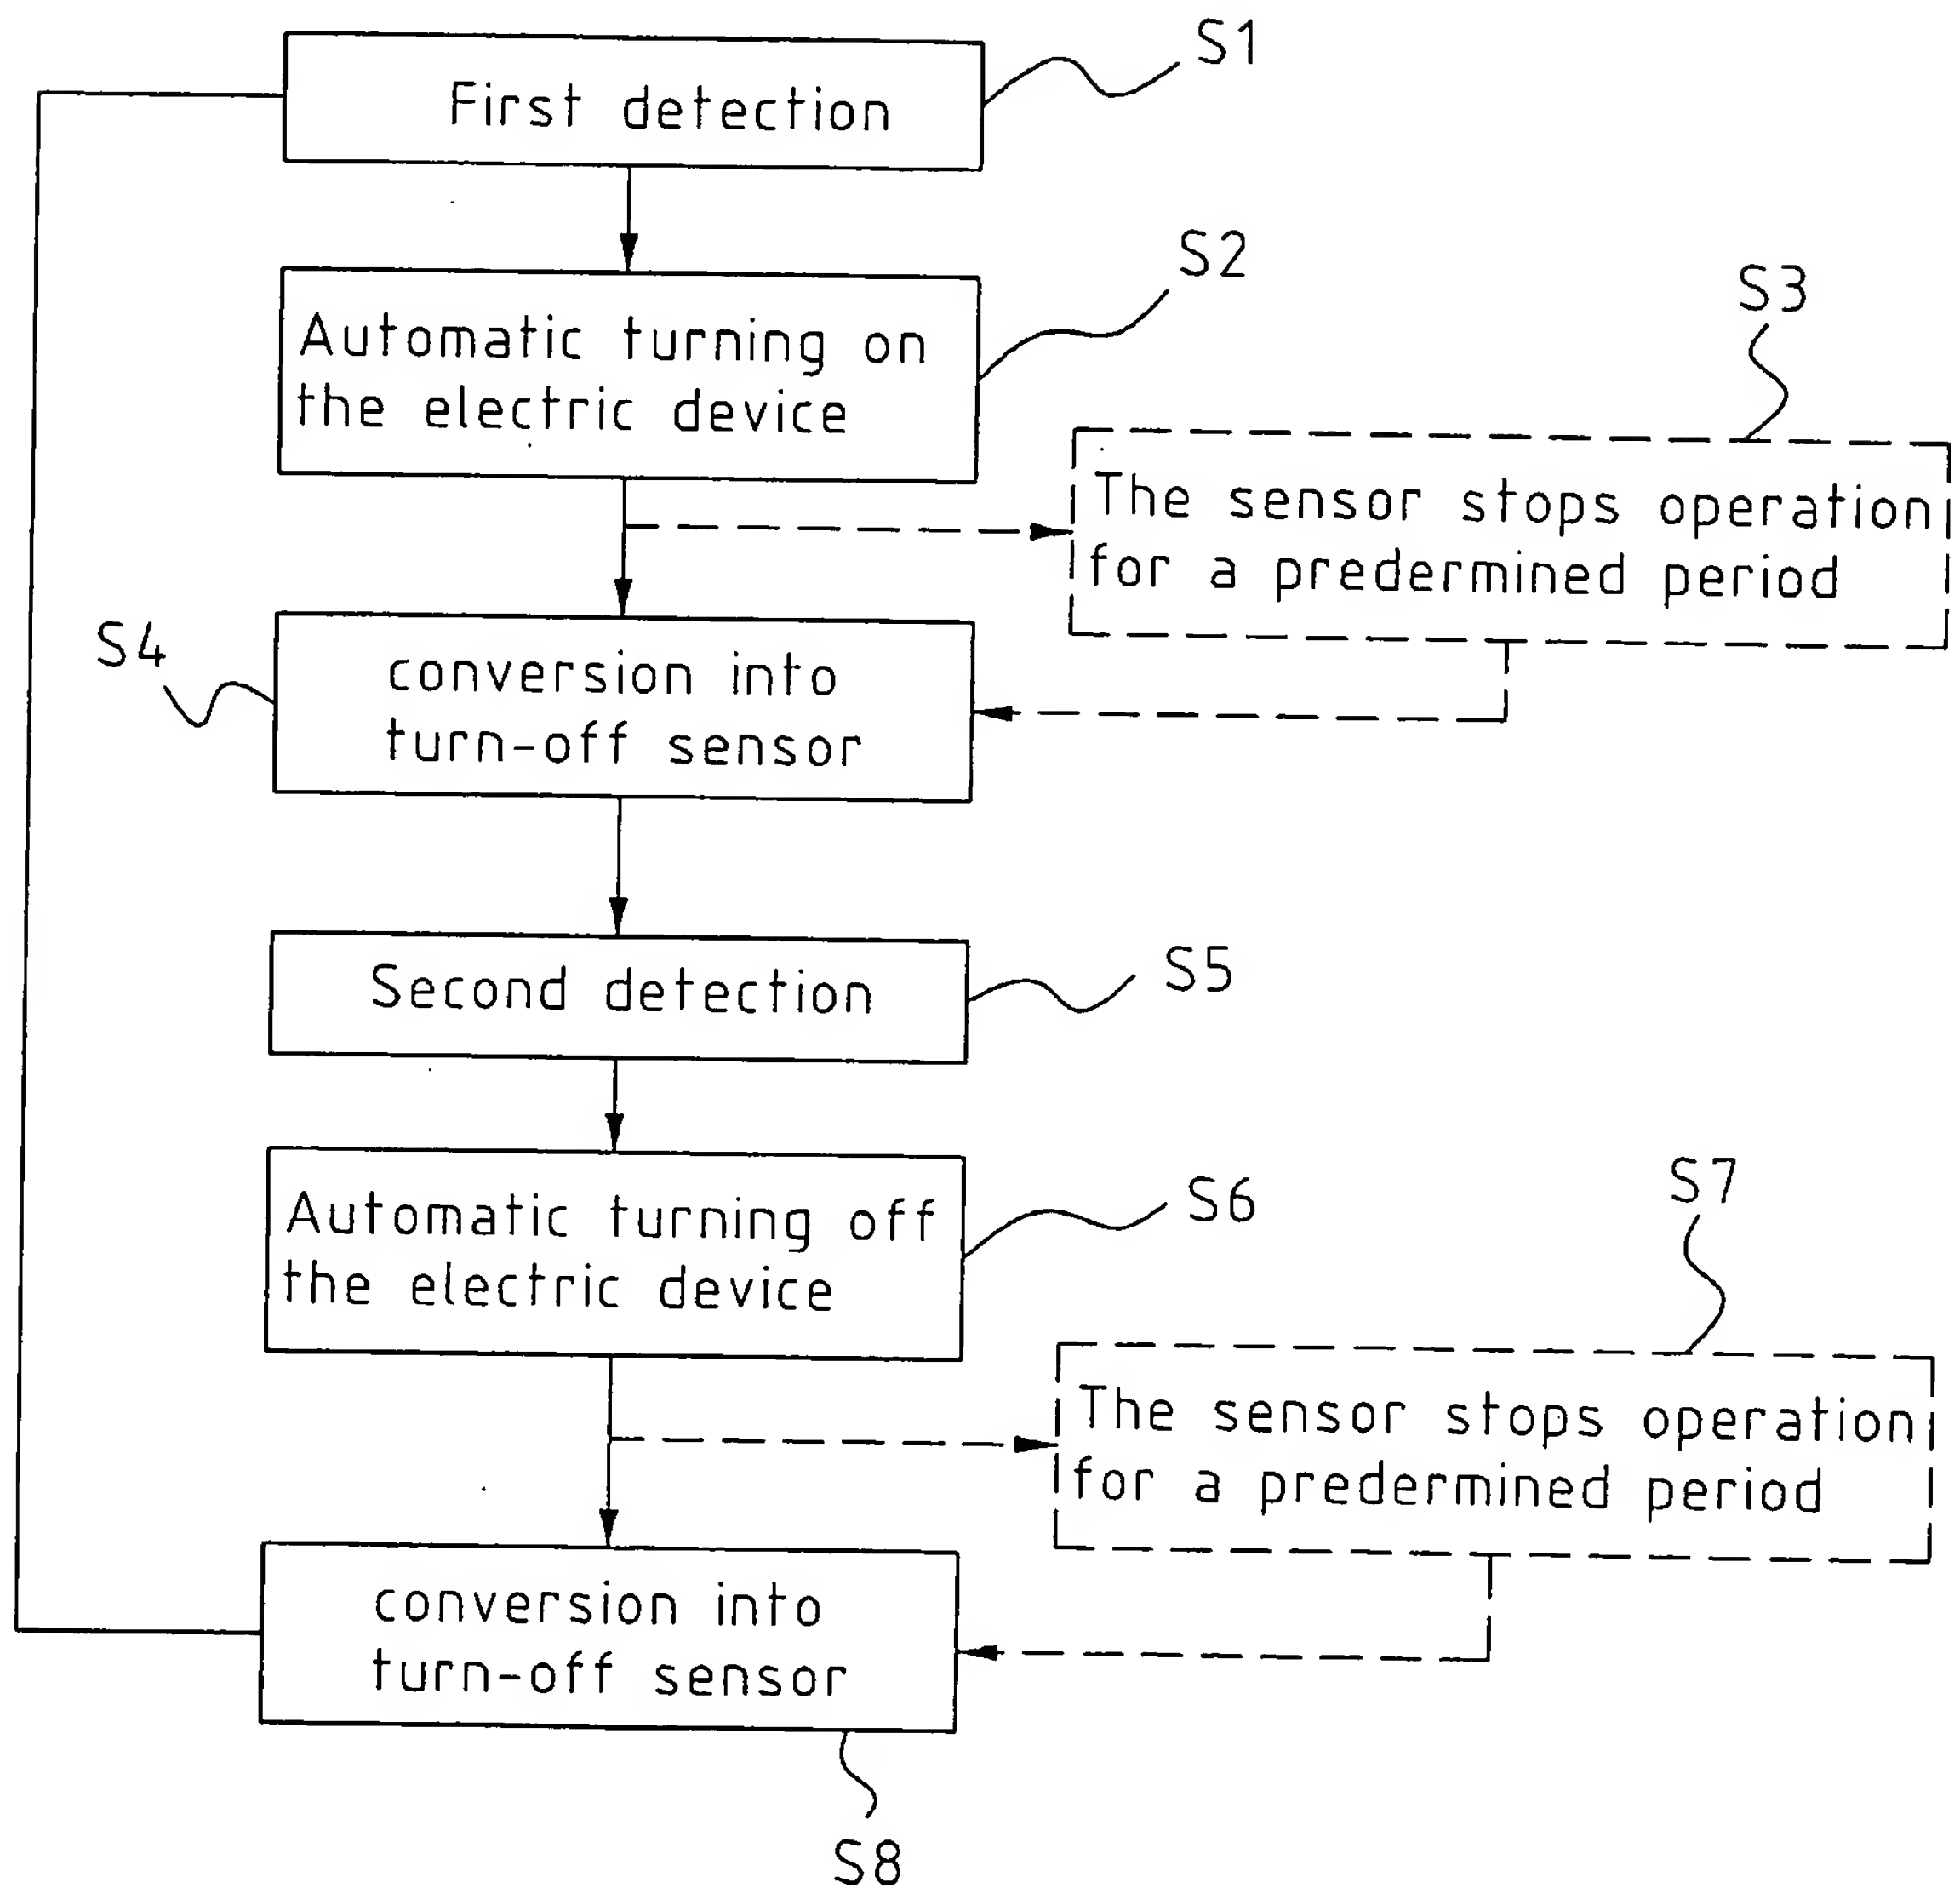 S1
First detection
S2
Automatic turning on
the electric device
S3
The sensor stops operation
for a predermined period
S4
conversion into
turn-off sensor
Second detection
S5
Automatic turning off
the electric device
S6
S7
The sensor stops operation
for a predermined period
conversion into
turn-off sensor
S8